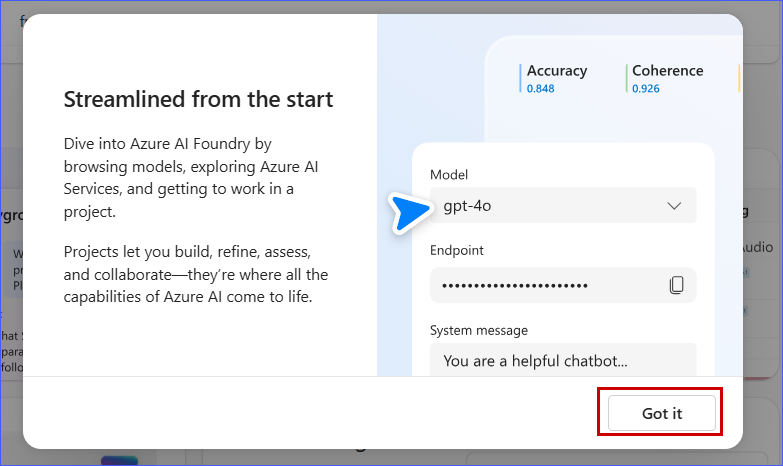 Streamlined from the start
Dive into Azure AI Foundry by
browsing models, exploring Azure AI
Services, and getting to work in a
project.
Projects let you build, refine, assess,
and collaborate—they’re where all the
capabilities of Azure AI come to life.
Accuracy
0.848
Coherence
0.926
Model
gpt-4o
Endpoint
•••••••••••••••••••••••
System message
You are a helpful chatbot...
Got it
Audio